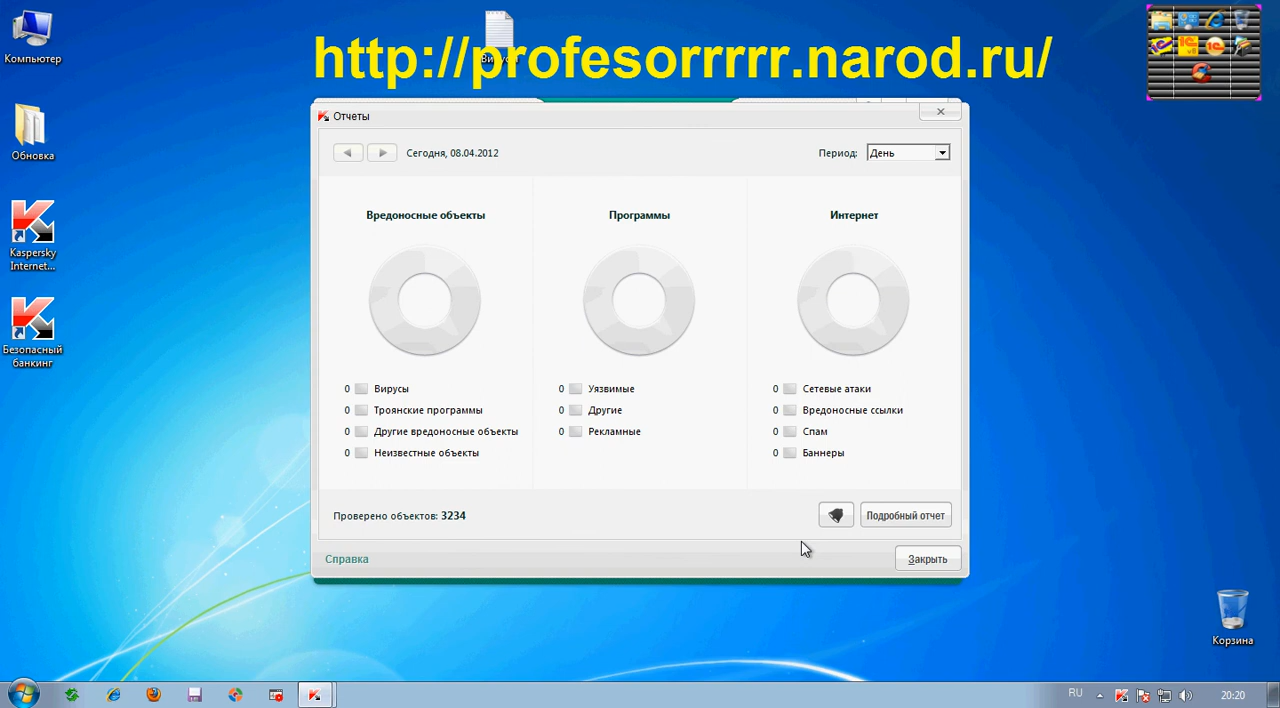 http://profesorrrrr.narod.ru/
Компьютер
Обновка
Kaspersky
Internet...
Безопасный
банкинг
Отчеты
Сегодня, 08.04.2012
Период:
День
Вредоносные объекты
Программы
Интернет
0 Вирусы
0 Троянские программы
0 Другие вредоносные объекты
0 Неизвестные объекты
0 Уязвимые
0 Другие
0 Рекламные
0 Сетевые атаки
0 Вредоносные ссылки
0 Спам
0 Баннеры
Проверено объектов: 3234
Подробный отчет
Справка
Закрыть
Корзина
RU
20:20